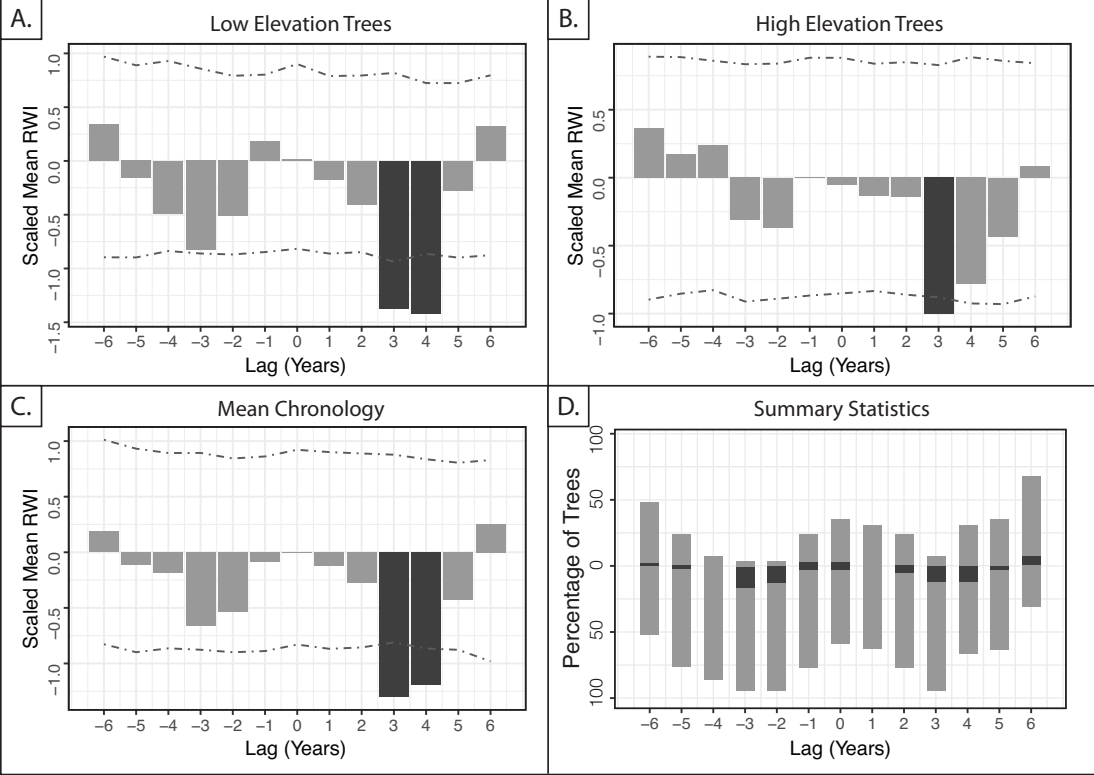 A.
Low Elevation Trees
Scaled Mean RWI
1.0
0.5
0.0
−0.5
−1.0
−1.5
−6 −5 −4 −3 −2 −1 0 1 2 3 4 5 6
Lag (Years)
B.
High Elevation Trees
Scaled Mean RWI
0.5
0.0
−0.5
−1.0
−6 −5 −4 −3 −2 −1 0 1 2 3 4 5 6
Lag (Years)
C.
Mean Chronology
Scaled Mean RWI
1.0
0.5
0.0
−0.5
−1.0
−6 −5 −4 −3 −2 −1 0 1 2 3 4 5 6
Lag (Years)
D.
Summary Statistics
Percentage of Trees
100
50
0
50
100
−6 −5 −4 −3 −2 −1 0 1 2 3 4 5 6
Lag (Years)